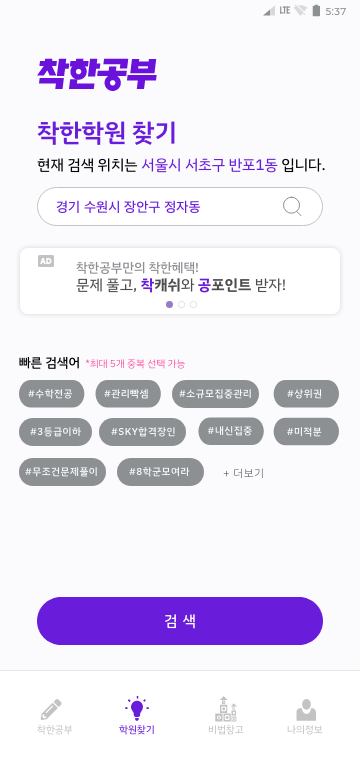 LTE 5:37
착한공부
착한학원 찾기
현재 검색 위치는 서울시 서초구 반포1동 입니다.
경기 수원시 장안구 정자동
AD
착한공부만의 착한혜택!
문제 풀고, 착캐쉬와 공포인트 받자!
빠른 검색어 *최대 5개 중복 선택 가능
#수학전공 #관리빡셈 #소규모집중관리 #상위권
#3등급이하 #SKY합격장인 #내신집중 #미적분
#무조건문제풀이 #8학군모여라 + 더보기
검 색
착한공부 학원찾기 비법창고 나의정보